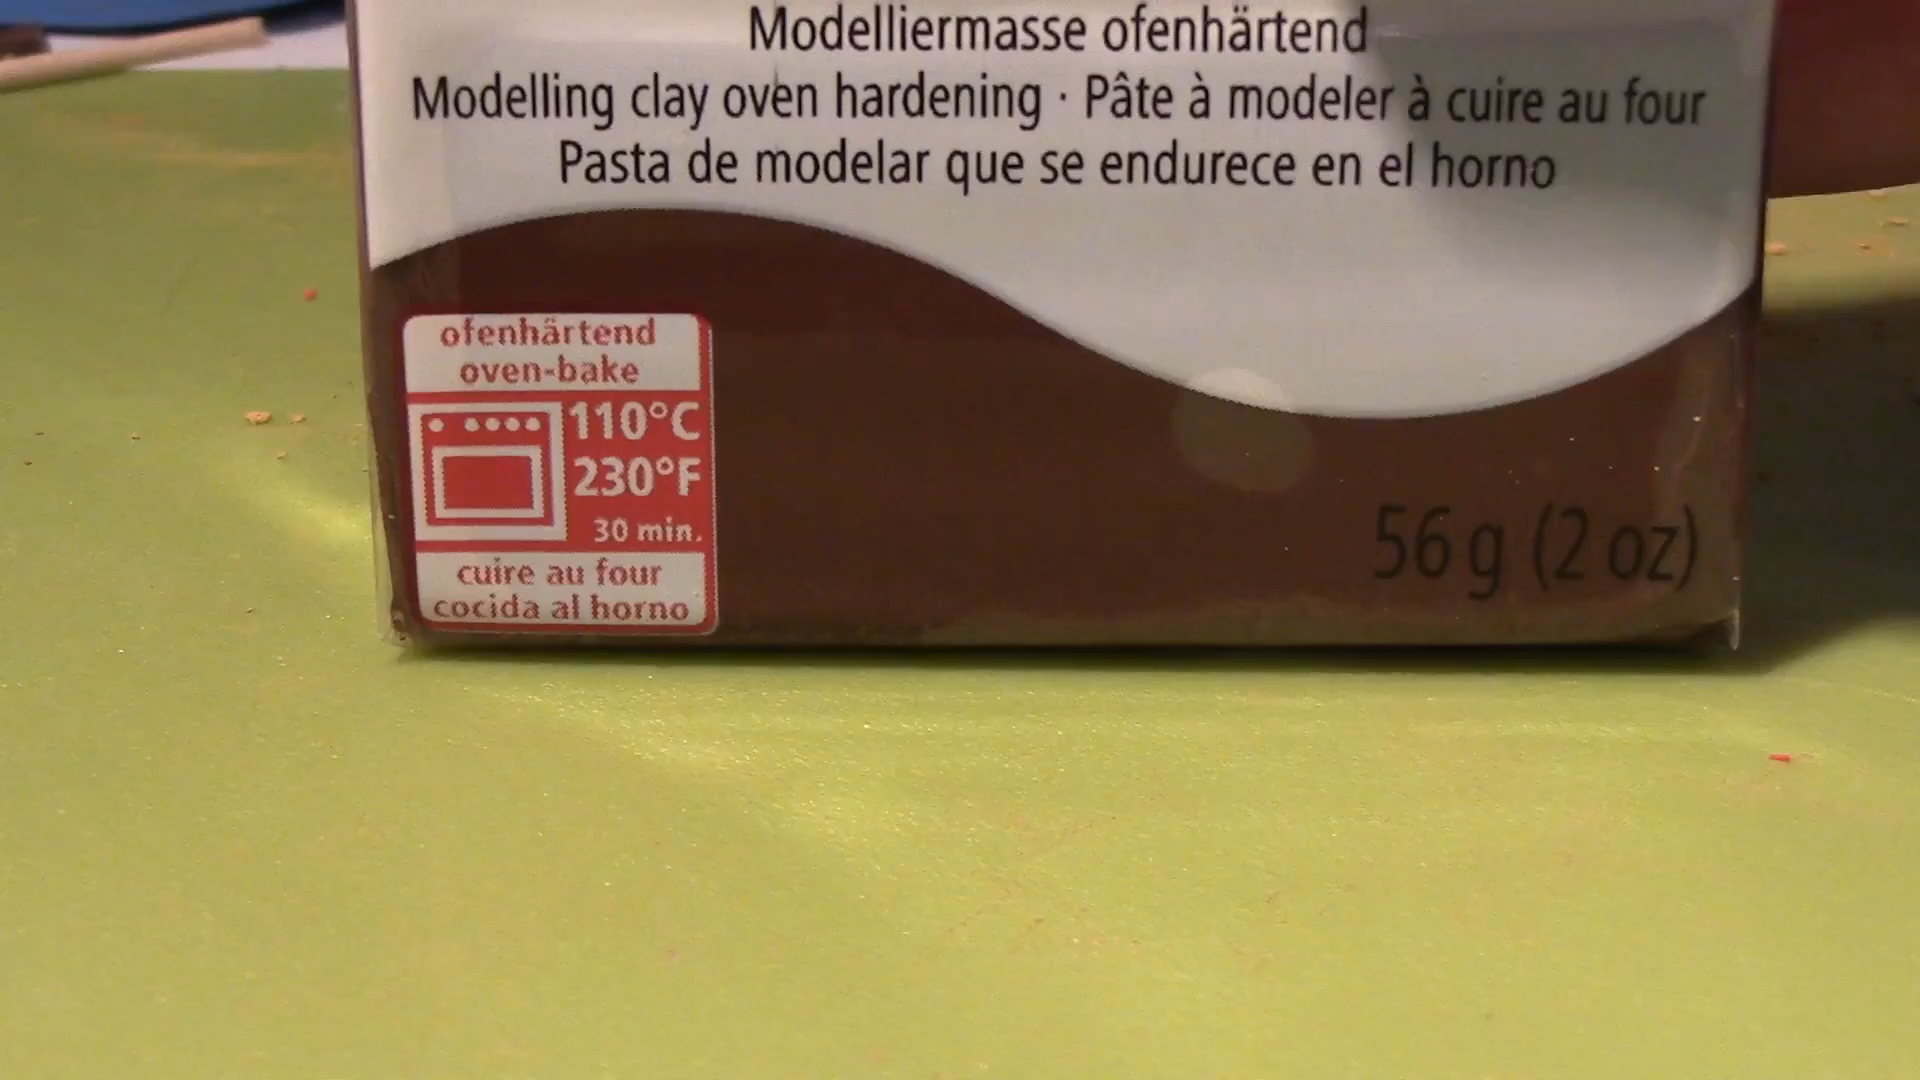 Modelliermasse ofenhärtend
Modelling clay oven hardening · Pâte à modeler à cuire au four
Pasta de modelar que se endurece en el horno
ofenhärtend
oven-bake
110°C
230°F
30 min.
cuire au four
cocida al horno
56 g (2 oz)